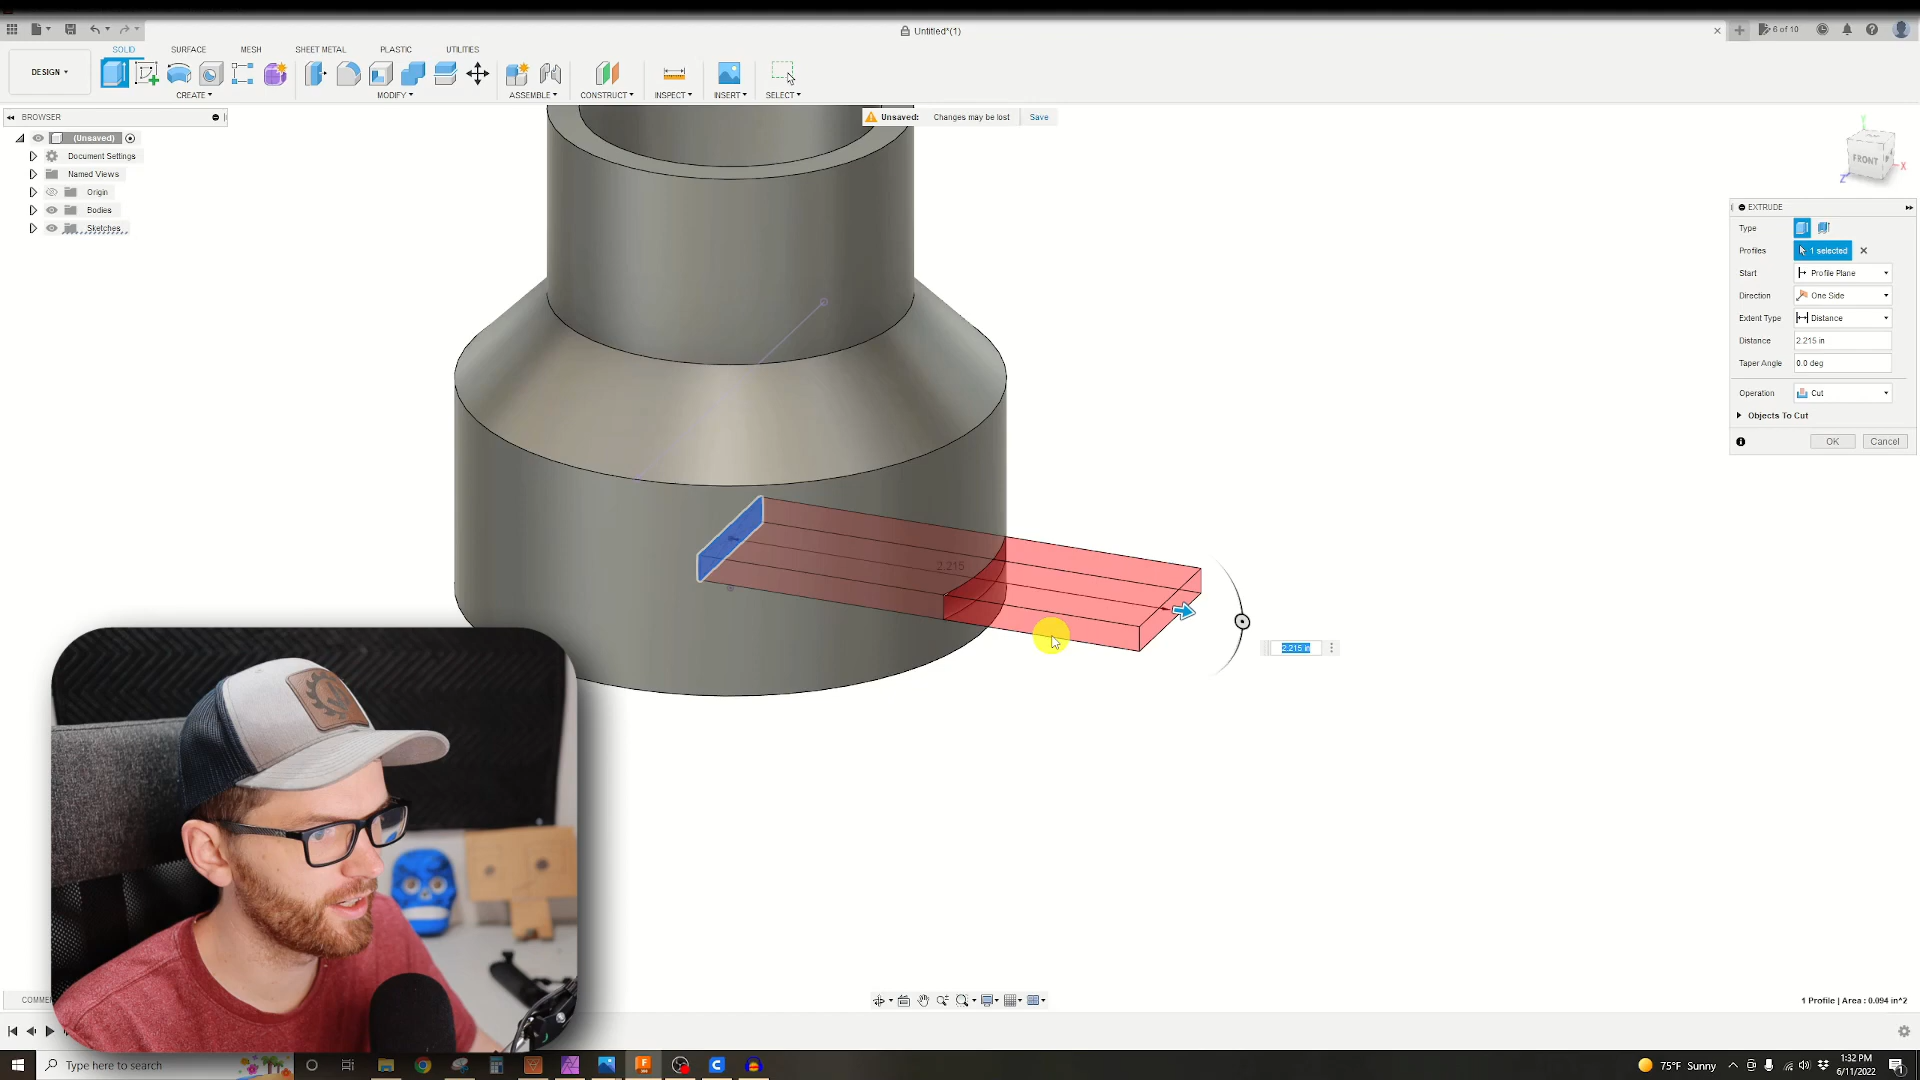 Untitled*(1)
6 of 10
DESIGN
SOLID
SURFACE
MESH
SHEET METAL
PLASTIC
UTILITIES
CREATE
MODIFY
ASSEMBLE
CONSTRUCT
INSPECT
INSERT
SELECT
BROWSER
Unsaved: Changes may be lost Save
(Unsaved)
Document Settings
Named Views
Origin
Bodies
Sketches
FRONT
Y
X
Z
EXTRUDE
Type
Profiles 1 selected
Start Profile Plane
Direction One Side
Extent Type Distance
Distance 2.215 in
Taper Angle 0.0 deg
Operation Cut
Objects To Cut
OK Cancel
2.215
2.215 in
COMME
1 Profile | Area : 0.094 in^2
Type here to search
75°F Sunny
1:32 PM
6/11/2022